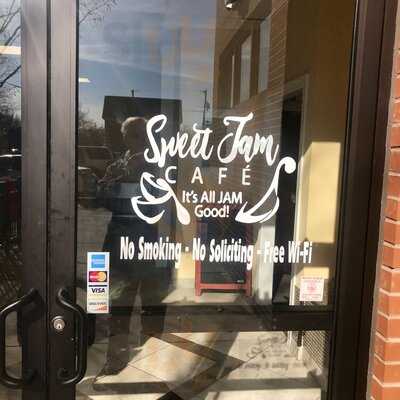 Sweet Jam
CAFÉ
It's All JAM
Good!
No Smoking - No Soliciting - Free Wi-Fi
VISA